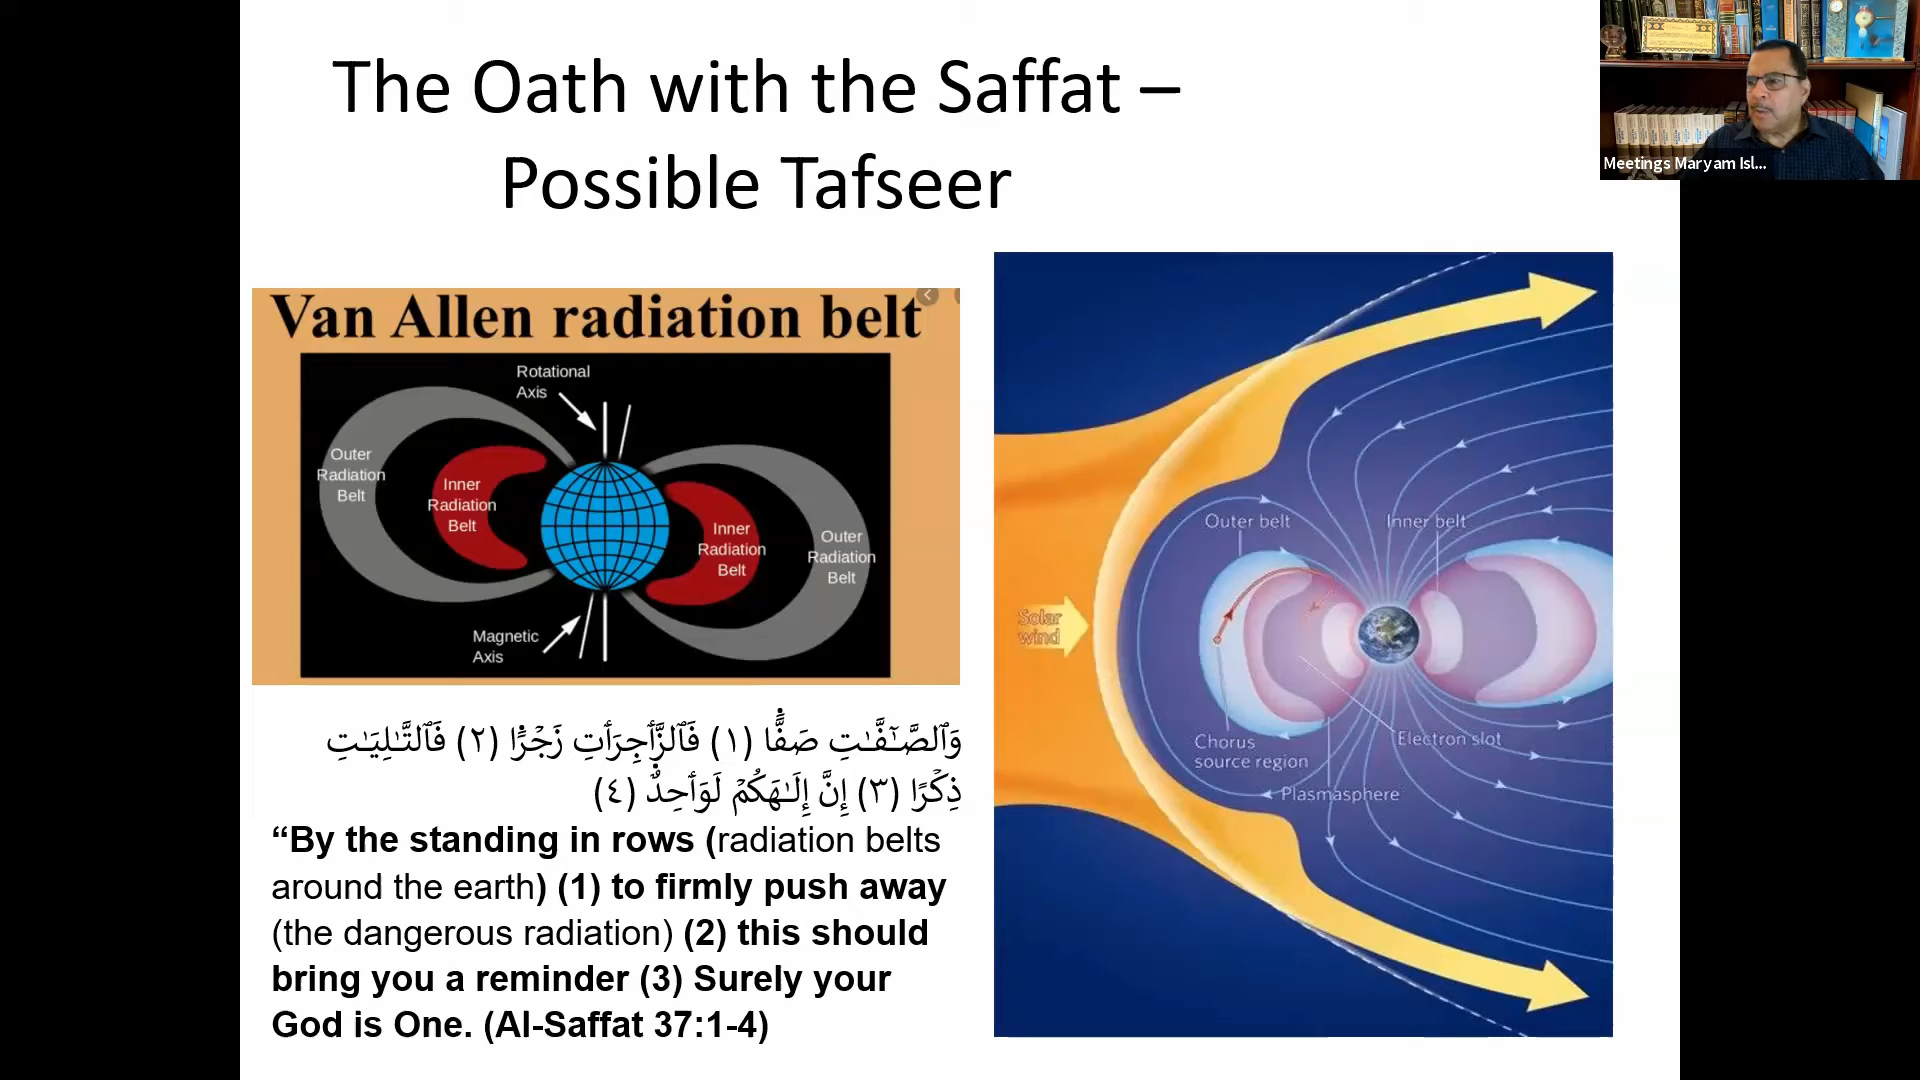 The Oath with the Saffat –
Possible Tafseer
Meetings Maryam Isl...
Van Allen radiation belt
Rotational
Axis
Outer
Radiation
Belt
Inner
Radiation
Belt
Inner
Radiation
Belt
Outer
Radiation
Belt
Magnetic
Axis
Outer belt
Inner belt
Solar
wind
Chorus
source region
Electron slot
Plasmasphere
وَٱلصَّـٰٓفَّـٰتِ صَفًّا (١) فَٱلزَّٲجِرَٲتِ زَجْرًا (٢) فَٱلتَّـٰلِيَـٰتِ
ذِكْرًا (٣) إِنَّ إِلَـٰهَكُمْ لَوَٲحِدٌ (٤)
“By the standing in rows (radiation belts
around the earth) (1) to firmly push away
(the dangerous radiation) (2) this should
bring you a reminder (3) Surely your
God is One. (Al-Saffat 37:1-4)